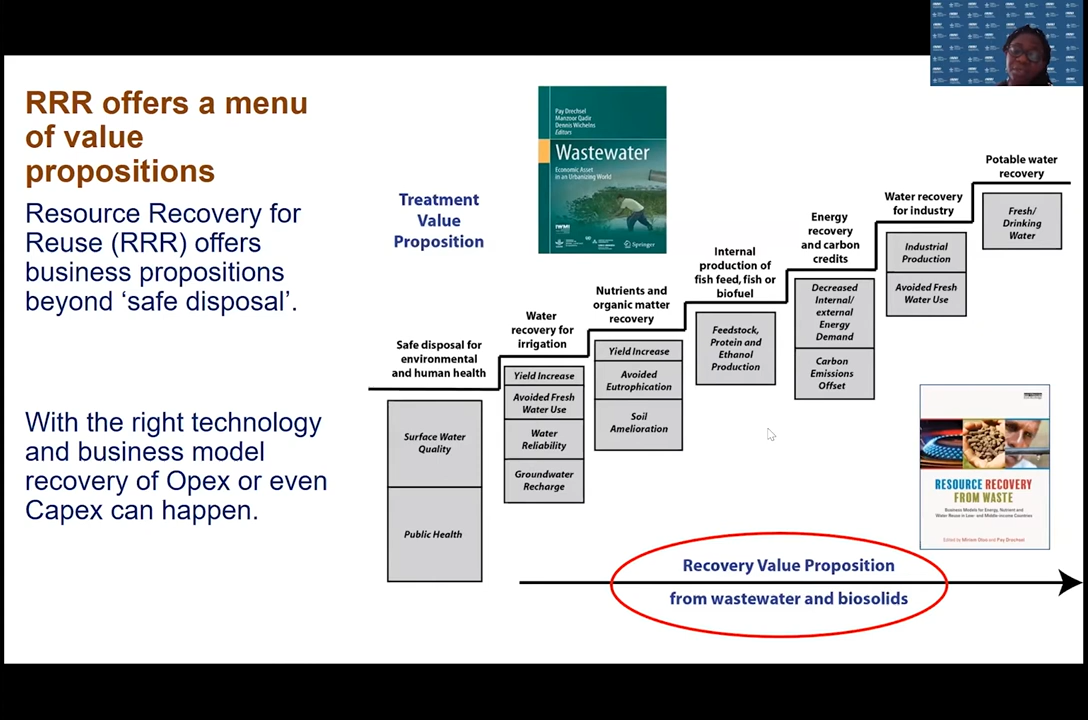 RRR offers a menu
of value
propositions
Resource Recovery for
Reuse (RRR) offers
business propositions
beyond ‘safe disposal’.
With the right technology
and business model
recovery of Opex or even
Capex can happen.
Treatment
Value
Proposition
Pay Drechsel
Manzoor Qadir
Dennis Wichelns
Editors
Wastewater
Economic Asset
in an Urbanizing World
IWMI
Springer
Safe disposal for
environmental
and human health
Surface Water
Quality
Public Health
Water
recovery for
irrigation
Yield Increase
Avoided Fresh
Water Use
Water
Reliability
Groundwater
Recharge
Nutrients and
organic matter
recovery
Yield Increase
Avoided
Eutrophication
Soil
Amelioration
Internal
production of
fish feed, fish or
biofuel
Feedstock,
Protein and
Ethanol
Production
Energy
recovery
and carbon
credits
Decreased
Internal/
external
Energy
Demand
Carbon
Emissions
Offset
Water recovery
for industry
Industrial
Production
Avoided Fresh
Water Use
Potable water
recovery
Fresh/
Drinking
Water
RESOURCE RECOVERY
FROM WASTE
Business Models for Energy, Nutrient and
Water Reuse in Low- and Middle-income Countries
Edited by Miriam Otoo and Pay Drechsel
Recovery Value Proposition
from wastewater and biosolids